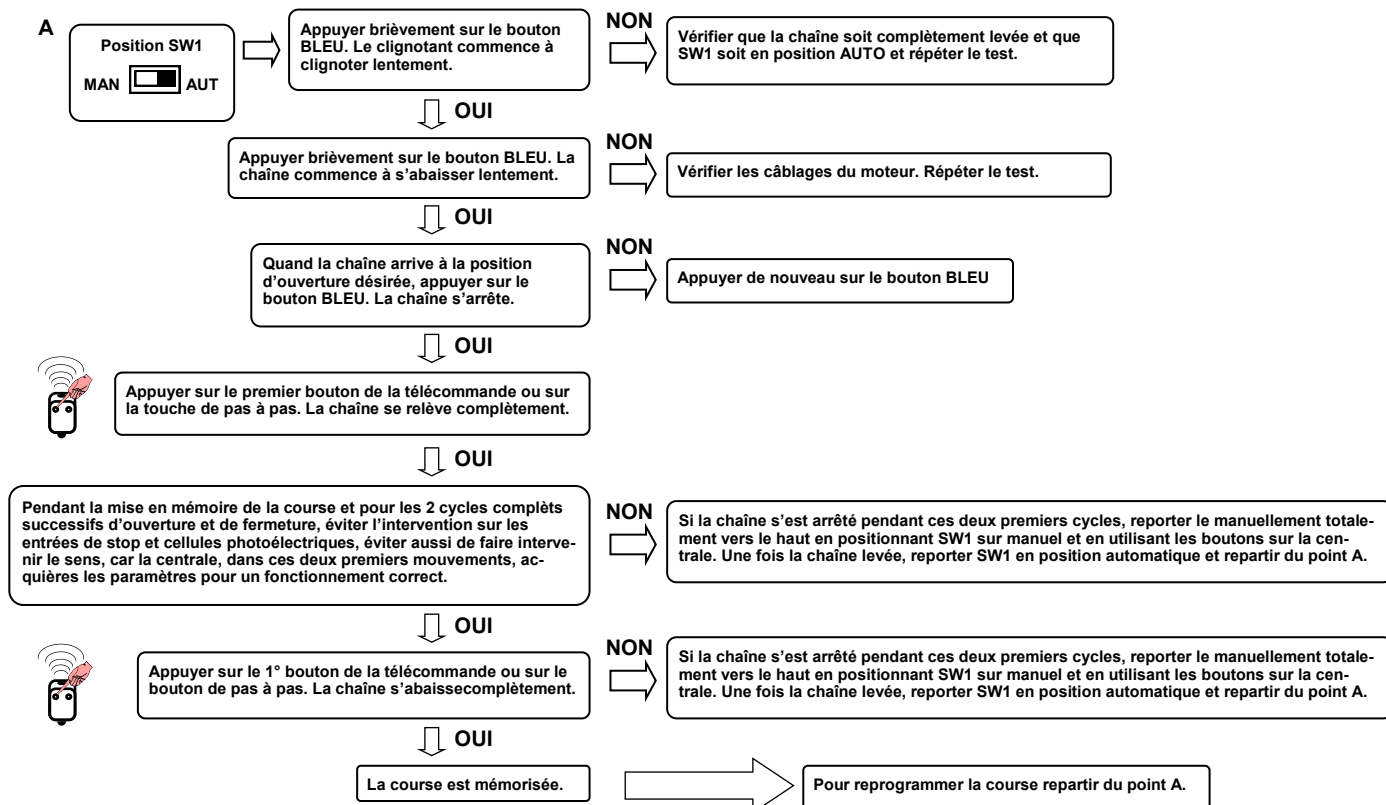 A
Position SW1
MAN AUT
Appuyer brièvement sur le bouton
BLEU. Le clignotant commence à
clignoter lentement.
NON
Vérifier que la chaîne soit complètement levée et que
SW1 soit en position AUTO et répéter le test.
OUI
Appuyer brièvement sur le bouton BLEU. La
chaîne commence à s’abaisser lentement.
NON
Vérifier les câblages du moteur. Répéter le test.
OUI
Quand la chaîne arrive à la position
d’ouverture désirée, appuyer sur le
bouton BLEU. La chaîne s’arrête.
NON
Appuyer de nouveau sur le bouton BLEU
OUI
Appuyer sur le premier bouton de la télécommande ou sur
la touche de pas à pas. La chaîne se relève complètement.
OUI
Pendant la mise en mémoire de la course et pour les 2 cycles complèts
successifs d’ouverture et de fermeture, éviter l’intervention sur les
entrées de stop et cellules photoélectriques, éviter aussi de faire interve-
nir le sens, car la centrale, dans ces deux premiers mouvements, ac-
quières les paramètres pour un fonctionnement correct.
NON
Si la chaîne s’est arrêté pendant ces deux premiers cycles, reporter le manuellement totale-
ment vers le haut en positionnant SW1 sur manuel et en utilisant les boutons sur la cen-
trale. Une fois la chaîne levée, reporter SW1 en position automatique et repartir du point A.
OUI
Appuyer sur le 1° bouton de la télécommande ou sur le
bouton de pas à pas. La chaîne s’abaissecomplètement.
NON
Si la chaîne s’est arrêté pendant ces deux premiers cycles, reporter le manuellement totale-
ment vers le haut en positionnant SW1 sur manuel et en utilisant les boutons sur la cen-
trale. Une fois la chaîne levée, reporter SW1 en position automatique et repartir du point A.
OUI
La course est mémorisée.
Pour reprogrammer la course repartir du point A.